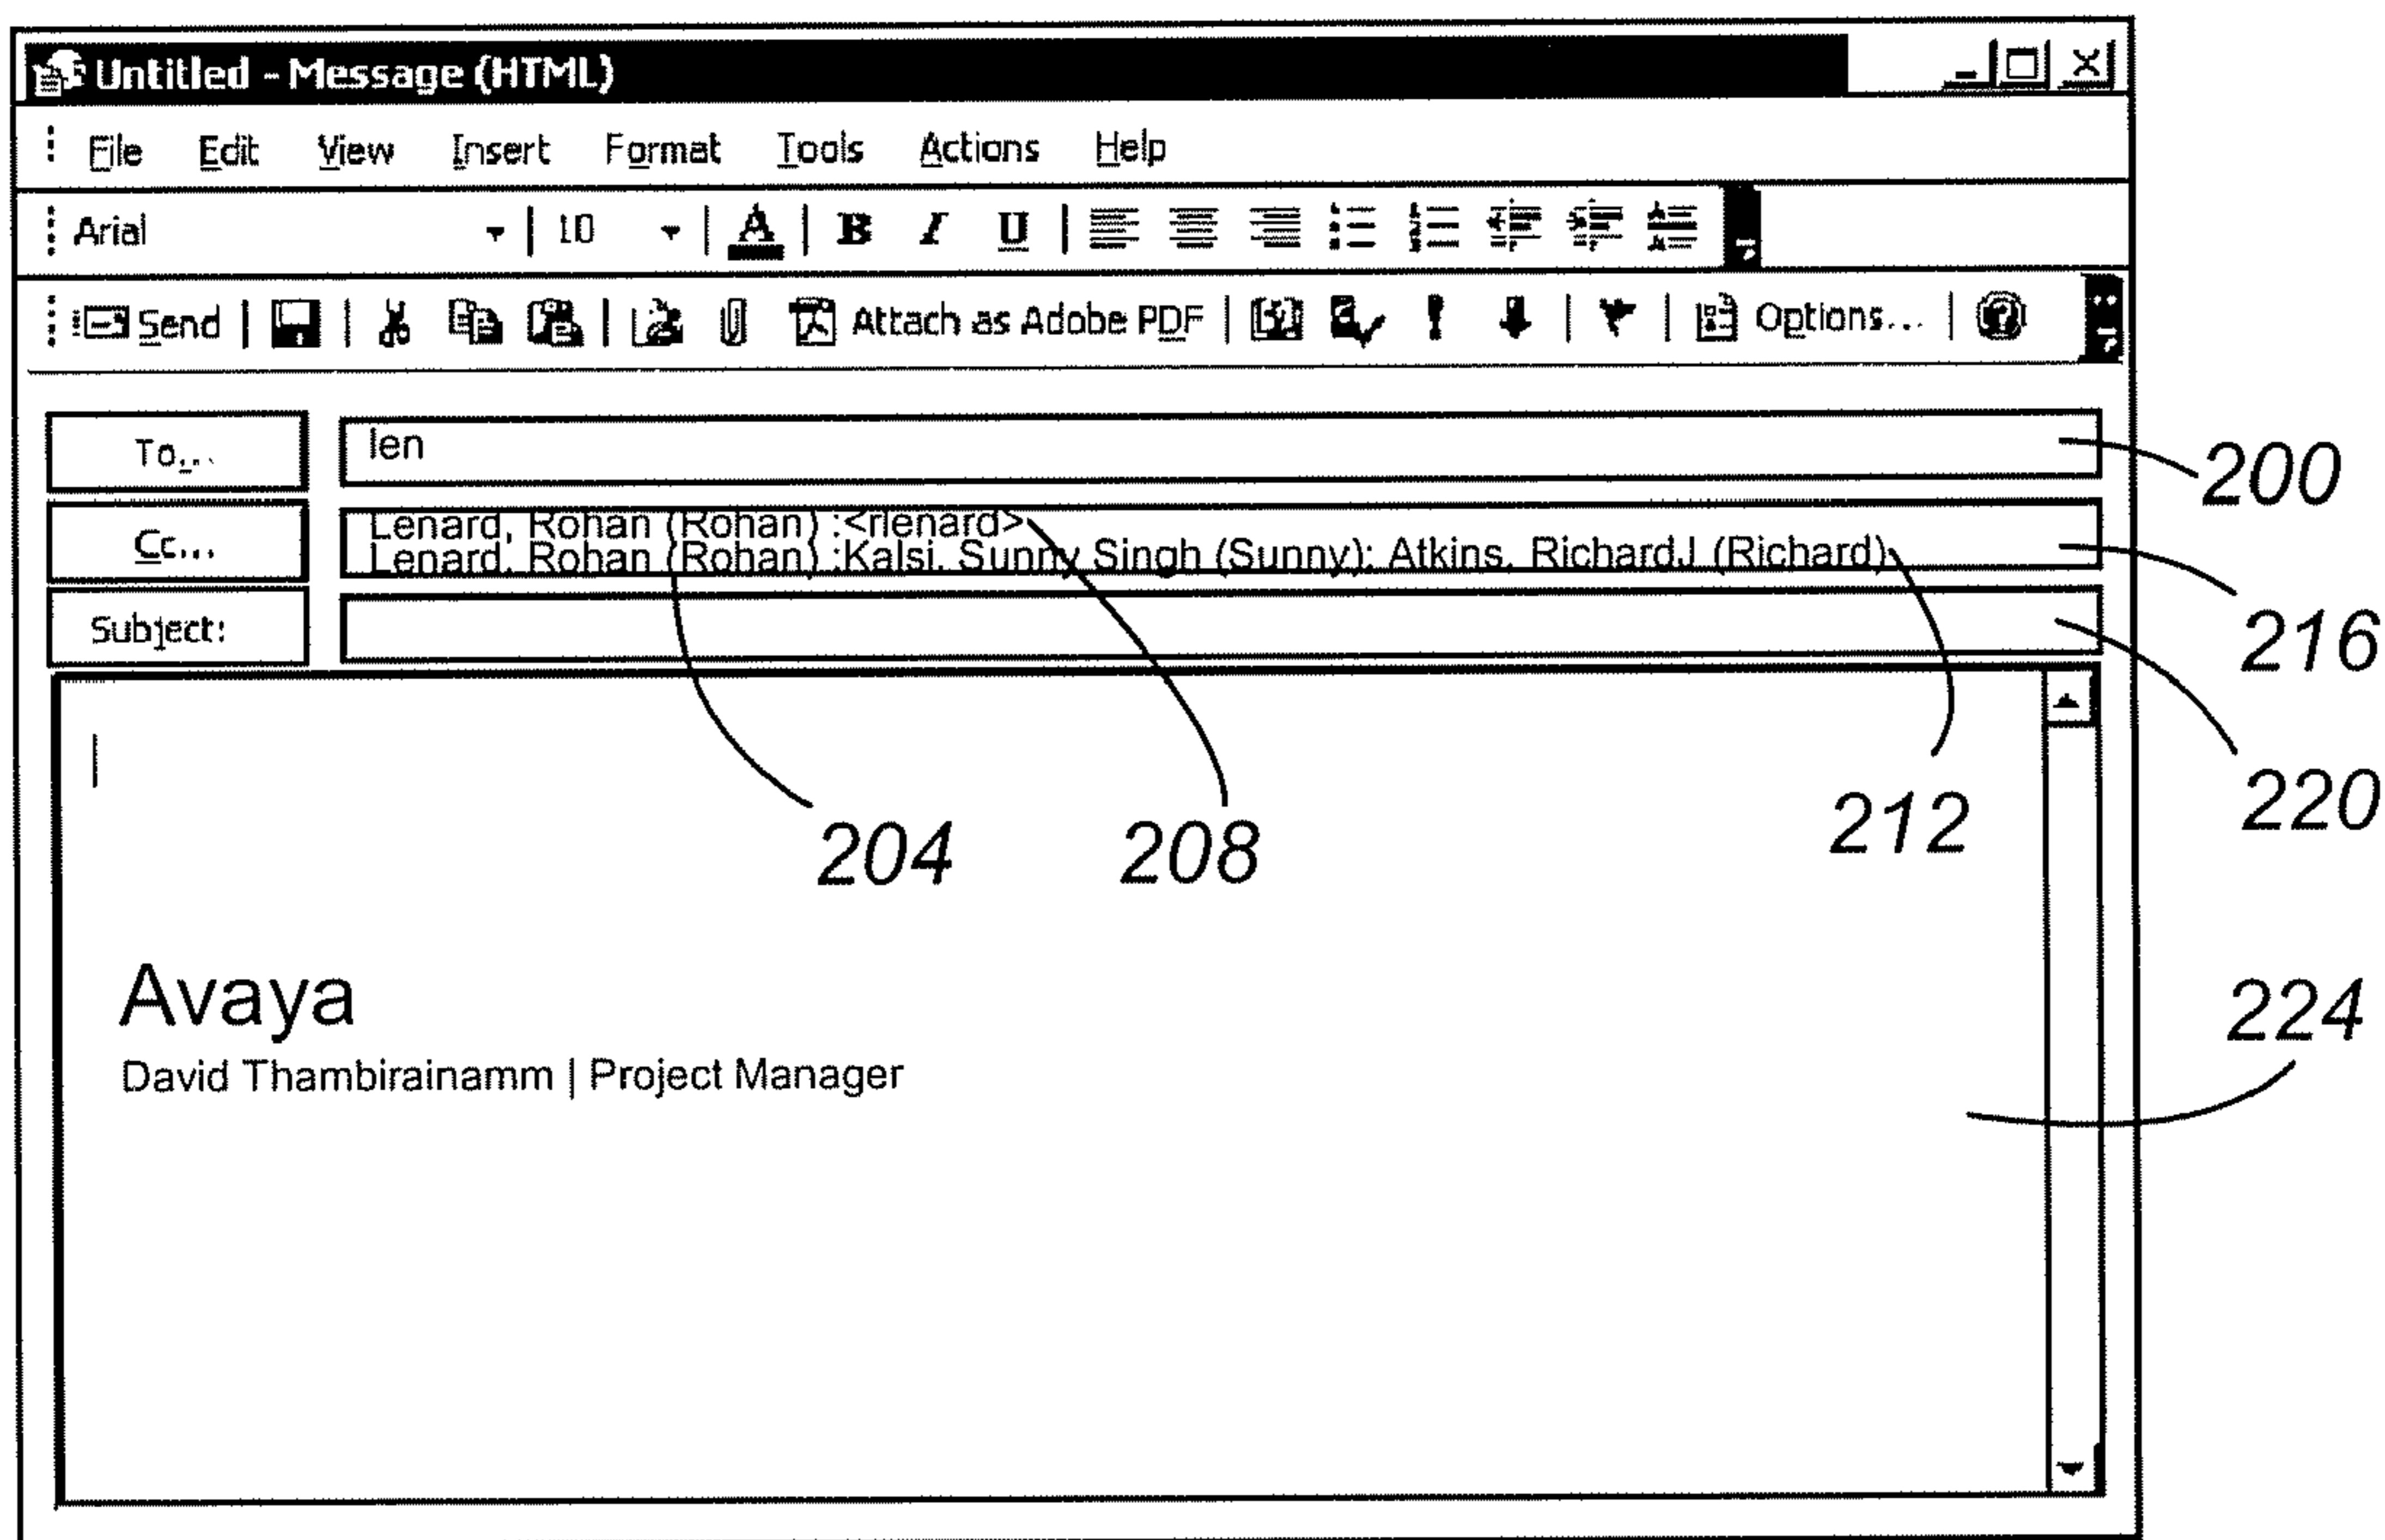 Untitled - Message (HTML)
File Edit View Insert Format Tools Actions Help
Arial 10 A B I U
Send Attach as Adobe PDF Options...
To... len
200
Cc... Lenard, Rohan (Rohan) :<rlenard>
Lenard, Rohan (Rohan) :Kalsi, Sunny Singh (Sunny); Atkins, RichardJ (Richard)
216
Subject:
220
204 208 212
Avaya
224
David Thambirainamm | Project Manager